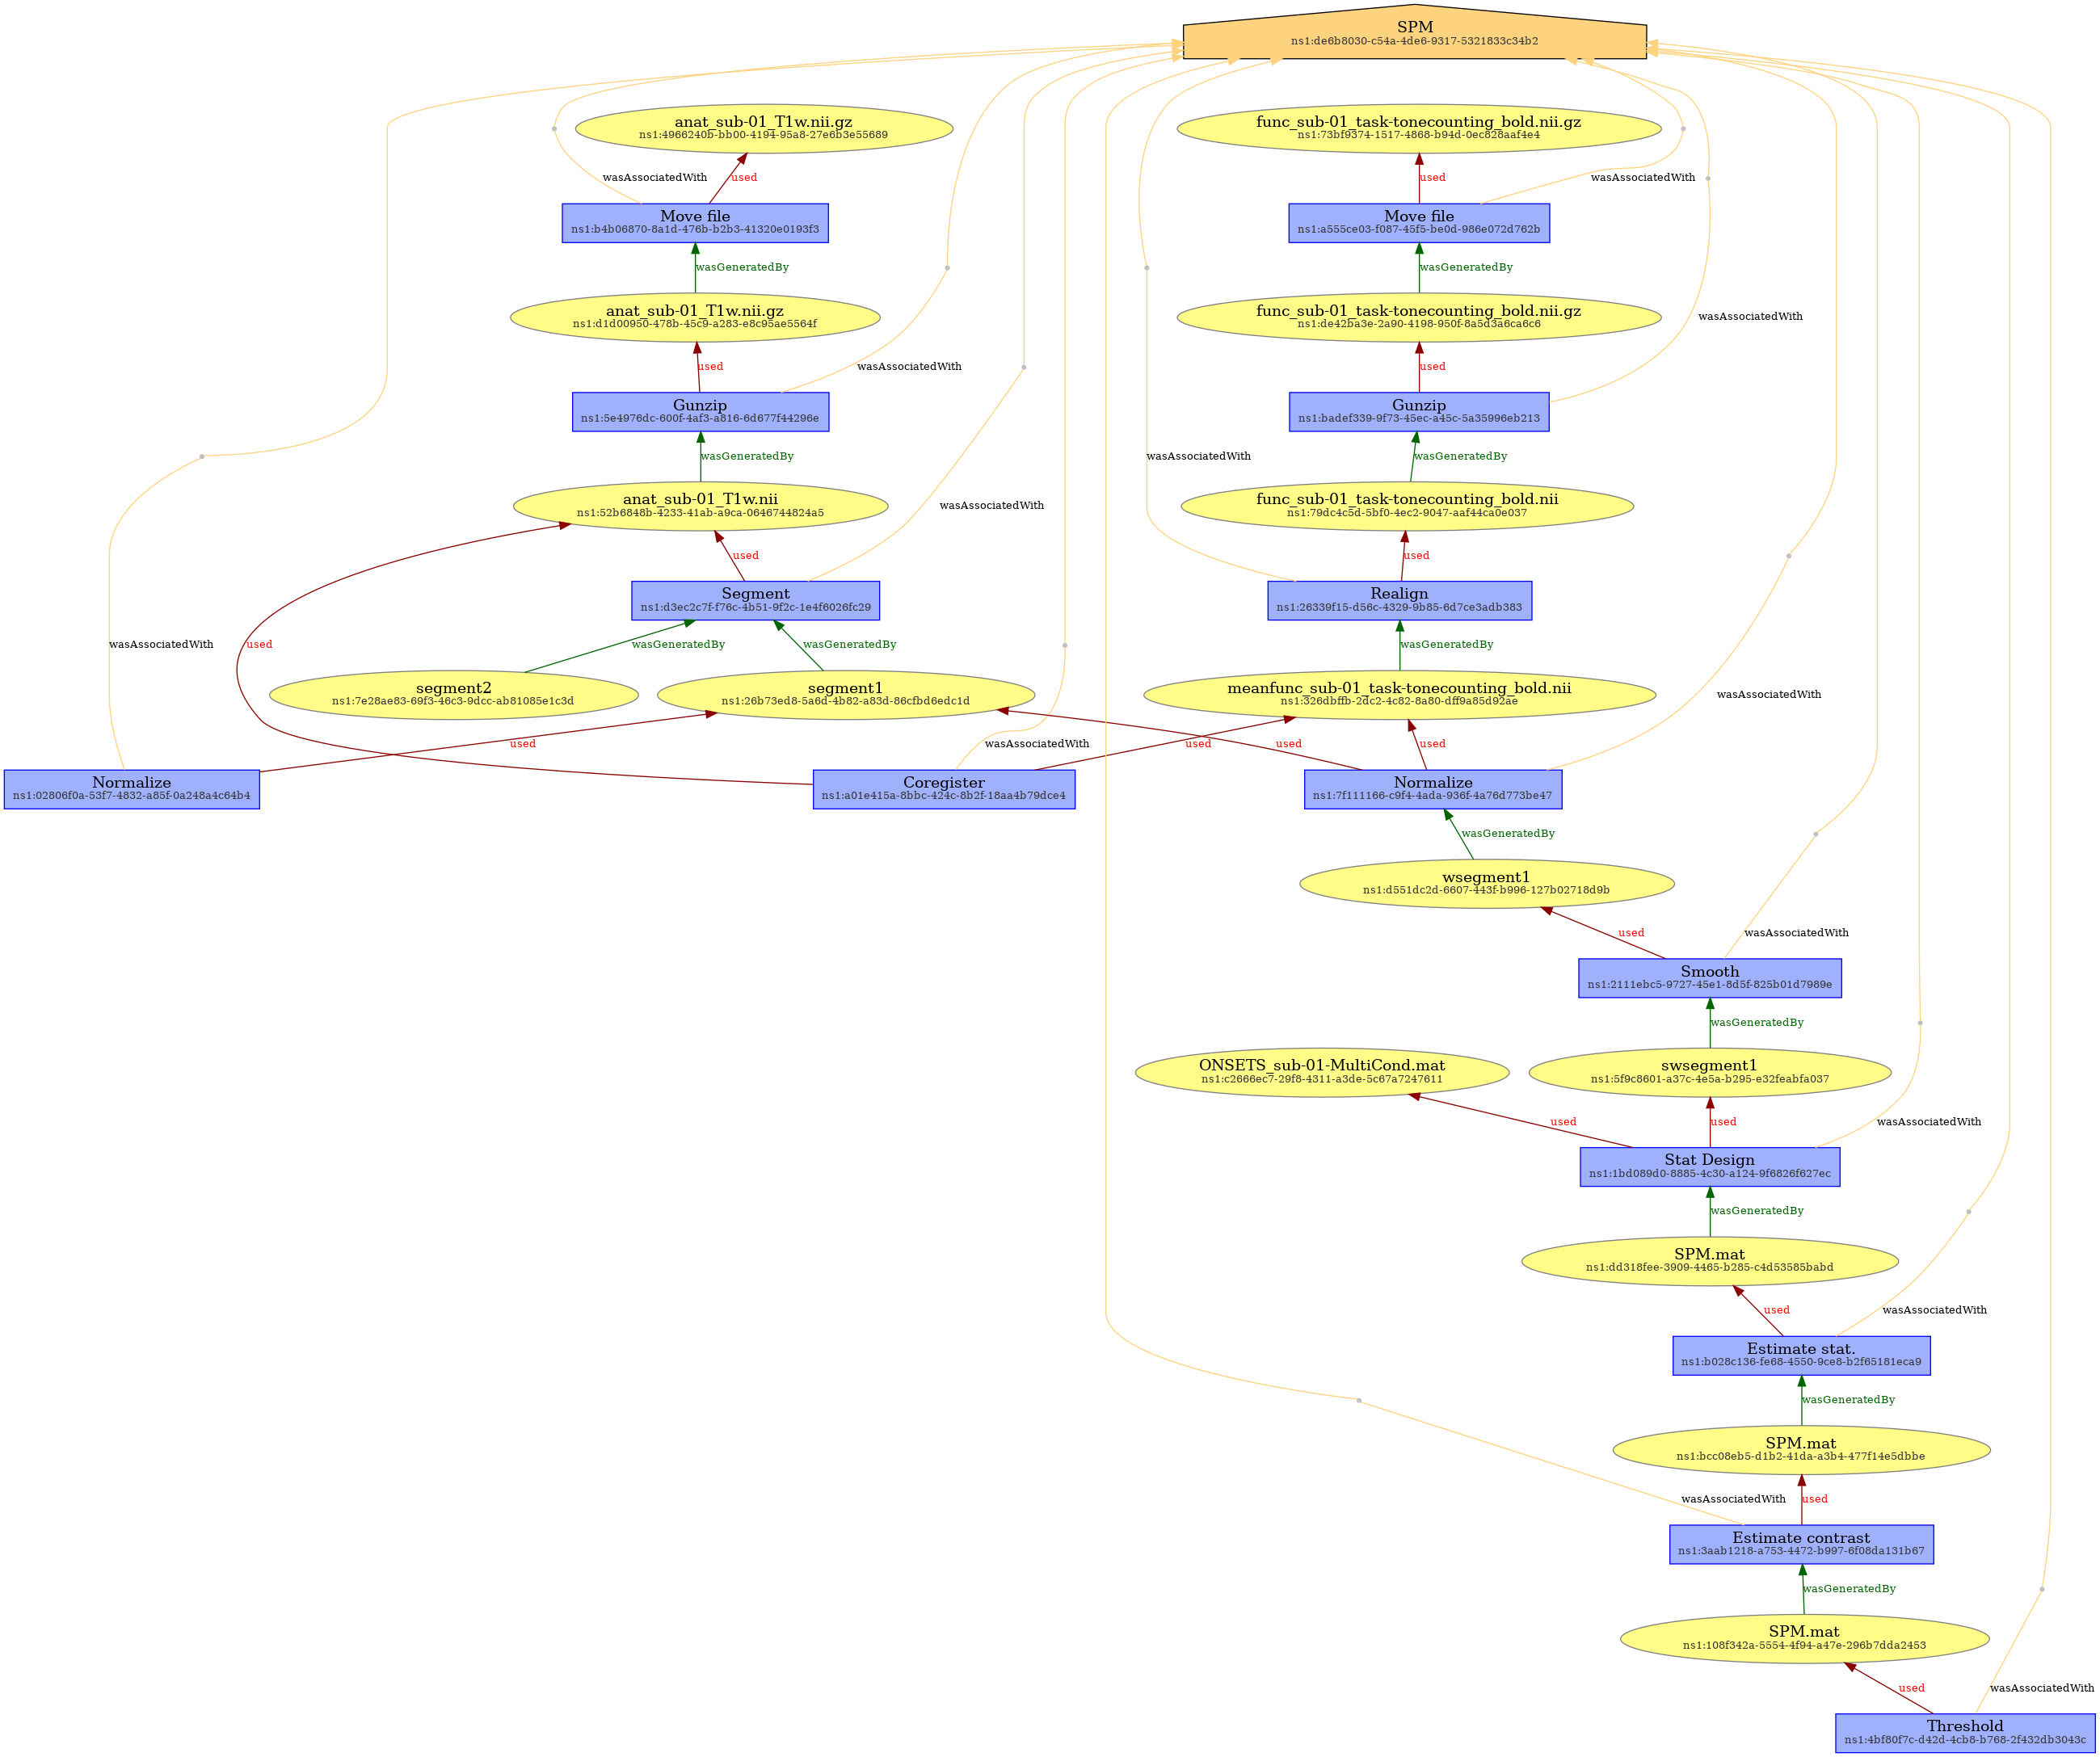 SPM
ns1:de6b8030-c54a-4de6-9317-5321833c34b2
anat_sub-01_T1w.nii.gz
ns1:4966240b-bb00-4194-95a8-27e6b3e55689
func_sub-01_task-tonecounting_bold.nii.gz
ns1:73bf9374-1517-4868-b94d-0ec828aaf4e4
wasAssociatedWith
used
used
wasAssociatedWith
Move file
ns1:b4b06870-8a1d-476b-b2b3-41320e0193f3
Move file
ns1:a555ce03-f087-45f5-be0d-986e072d762b
wasGeneratedBy
wasGeneratedBy
anat_sub-01_T1w.nii.gz
ns1:d1d00950-478b-45c9-a283-e8c95ae5564f
func_sub-01_task-tonecounting_bold.nii.gz
ns1:de42ba3e-2a90-4198-950f-8a5d3a6ca6c6
wasAssociatedWith
used
wasAssociatedWith
used
Gunzip
ns1:5e4976dc-600f-4af3-a816-6d677f44296e
Gunzip
ns1:badef339-9f73-45ec-a45c-5a35996eb213
wasGeneratedBy
wasAssociatedWith
wasGeneratedBy
anat_sub-01_T1w.nii
ns1:52b6848b-4233-41ab-a9ca-0646744824a5
func_sub-01_task-tonecounting_bold.nii
ns1:79dc4c5d-5bf0-4ec2-9047-aaf44ca0e037
wasAssociatedWith
used
used
Segment
ns1:d3ec2c7f-f76c-4b51-9f2c-1e4f6026fc29
Realign
ns1:26339f15-d56c-4329-9b85-6d7ce3adb383
wasAssociatedWith
used
wasGeneratedBy
wasGeneratedBy
wasGeneratedBy
segment2
ns1:7e28ae83-69f3-46c3-9dcc-ab81085e1c3d
segment1
ns1:26b73ed8-5a6d-4b82-a83d-86cfbd6edc1d
meanfunc_sub-01_task-tonecounting_bold.nii
ns1:326dbffb-2dc2-4c82-8a80-dff9a85d92ae
wasAssociatedWith
used
wasAssociatedWith
used
used
used
Normalize
ns1:02806f0a-53f7-4832-a85f-0a248a4c64b4
Coregister
ns1:a01e415a-8bbc-424c-8b2f-18aa4b79dce4
Normalize
ns1:7f111166-c9f4-4ada-936f-4a76d773be47
wasGeneratedBy
wsegment1
ns1:d551dc2d-6607-443f-b996-127b02718d9b
used
wasAssociatedWith
Smooth
ns1:2111ebc5-9727-45e1-8d5f-825b01d7989e
wasGeneratedBy
ONSETS_sub-01-MultiCond.mat
ns1:c2666ec7-29f8-4311-a3de-5c67a7247611
swsegment1
ns1:5f9c8601-a37c-4e5a-b295-e32feabfa037
used
used
wasAssociatedWith
Stat Design
ns1:1bd089d0-8885-4c30-a124-9f6826f627ec
wasGeneratedBy
SPM.mat
ns1:dd318fee-3909-4465-b285-c4d53585babd
used
wasAssociatedWith
Estimate stat.
ns1:b028c136-fe68-4550-9ce8-b2f65181eca9
wasGeneratedBy
SPM.mat
ns1:bcc08eb5-d1b2-41da-a3b4-477f14e5dbbe
wasAssociatedWith
used
Estimate contrast
ns1:3aab1218-a753-4472-b997-6f08da131b67
wasGeneratedBy
SPM.mat
ns1:108f342a-5554-4f94-a47e-296b7dda2453
used
wasAssociatedWith
Threshold
ns1:4bf80f7c-d42d-4cb8-b768-2f432db3043c